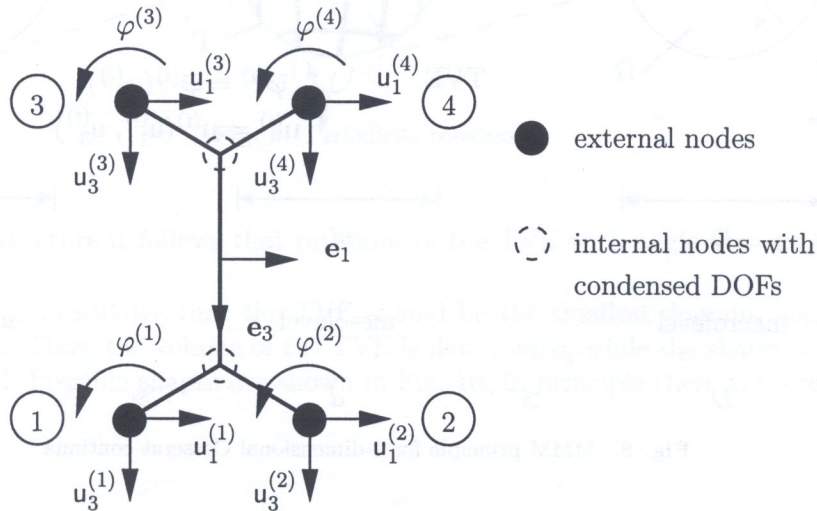 φ(3) φ(4)
3 u1(3) u1(4) 4
u3(3) u3(4)
external nodes
internal nodes with
condensed DOFs
e1
e3
φ(1) φ(2)
1 u1(1) u1(2) 2
u3(1) u3(2)